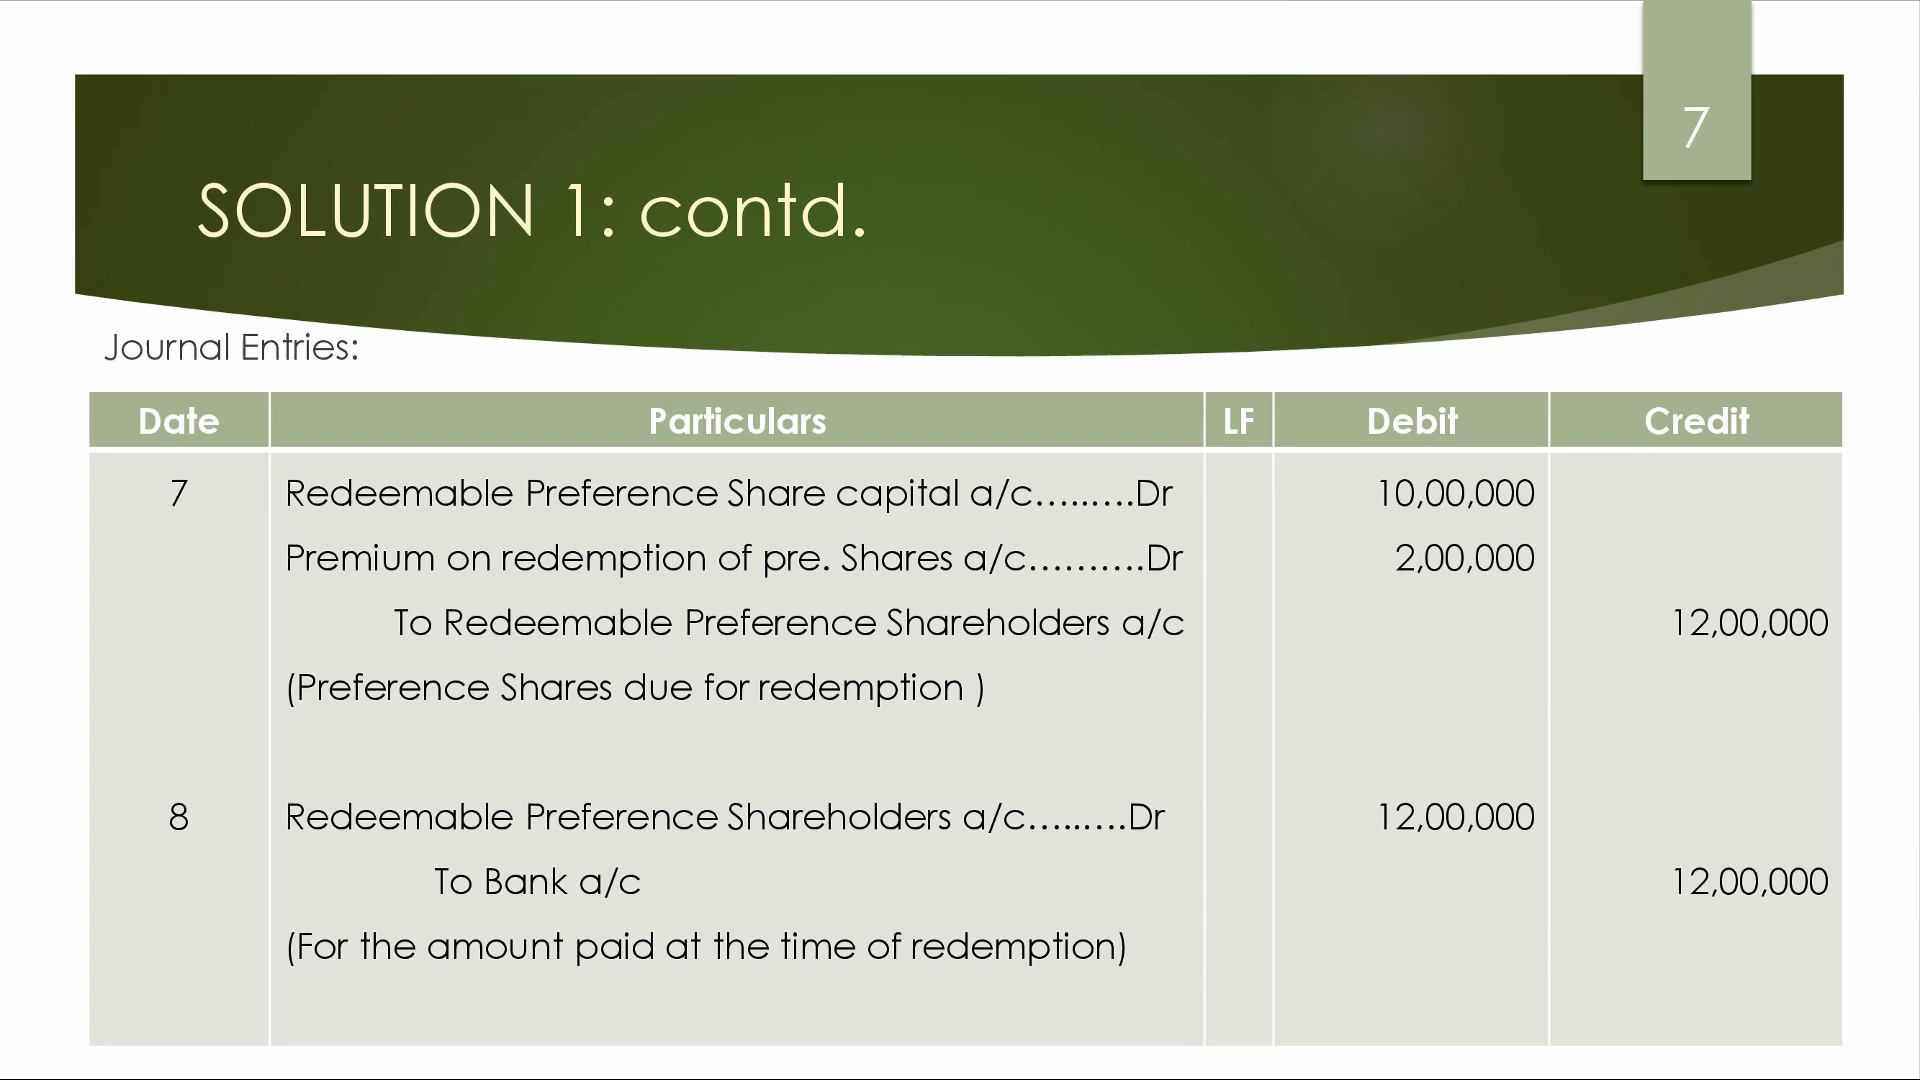 7
SOLUTION 1: contd.
Journal Entries:
Date Particulars LF Debit Credit
7 Redeemable Preference Share capital a/c…..….Dr 10,00,000
Premium on redemption of pre. Shares a/c……….Dr 2,00,000
To Redeemable Preference Shareholders a/c 12,00,000
(Preference Shares due for redemption )
8 Redeemable Preference Shareholders a/c…..….Dr 12,00,000
To Bank a/c 12,00,000
(For the amount paid at the time of redemption)